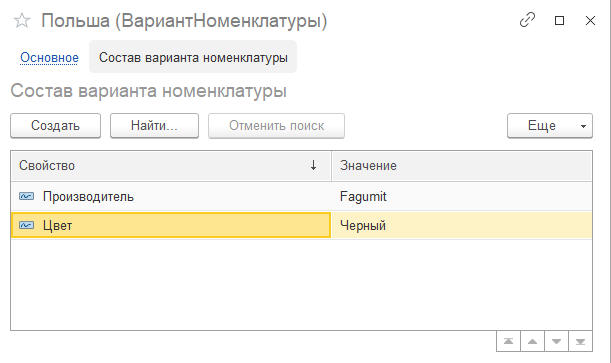 Польша (ВариантНоменклатуры)
Основное Состав варианта номенклатуры
Состав варианта номенклатуры
Создать Найти... Отменить поиск Еще
Свойство Значение
Производитель Fagumit
Цвет Черный